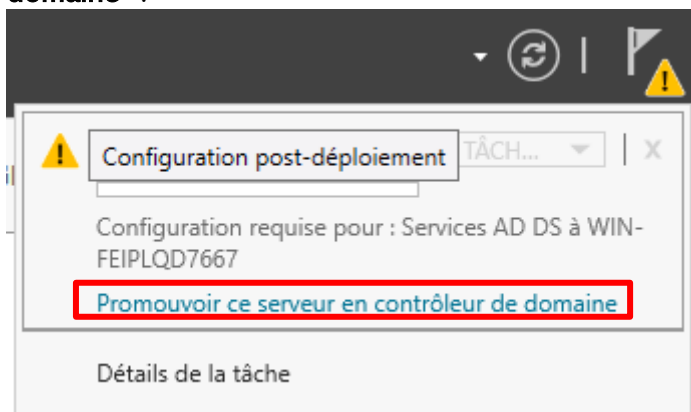 domaine
Configuration post-déploiement TÂCH...
Configuration requise pour : Services AD DS à WIN-
FEIPLQD7667
Promouvoir ce serveur en contrôleur de domaine
Détails de la tâche